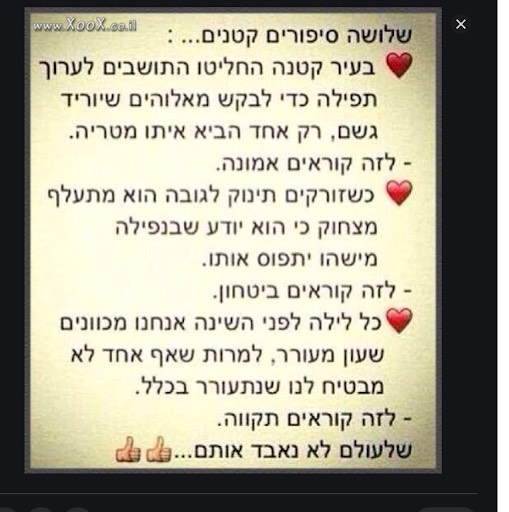 www.XooX.co.il
שלושה סיפורים קטנים... :
❤️ בעיר קטנה החליטו התושבים לערוך
תפילה כדי לבקש מאלוהים שיוריד
גשם, רק אחד הביא איתו מטריה.
- לזה קוראים אמונה.
❤️ כשזורקים תינוק לגובה הוא מתעלף
מצחוק כי הוא יודע שבנפילה
מישהו יתפוס אותו.
- לזה קוראים ביטחון.
❤️ כל לילה לפני השינה אנחנו מכוונים
שעון מעורר, למרות שאף אחד לא
מבטיח לנו שנתעורר בכלל.
- לזה קוראים תקווה.
שלעולם לא נאבד אותם...👍👍